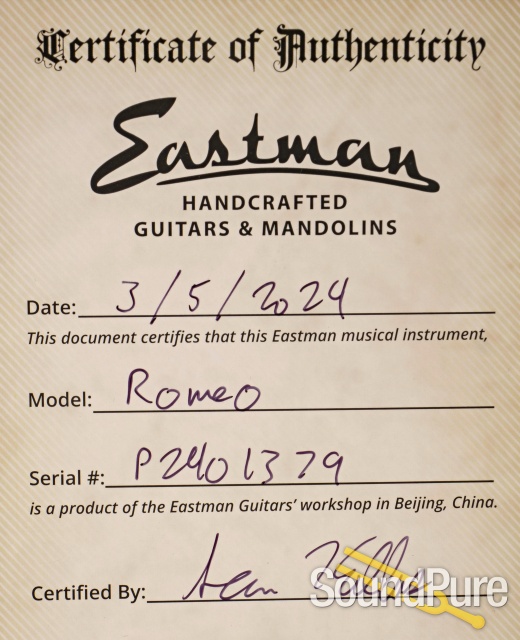 Certificate of Authenticity
Eastman
HANDCRAFTED
GUITARS & MANDOLINS
Date: 3/5/2024
This document certifies that this Eastman musical instrument,
Model: Romeo
Serial #: P2401379
is a product of the Eastman Guitars' workshop in Beijing, China.
Certified By:
SoundPure